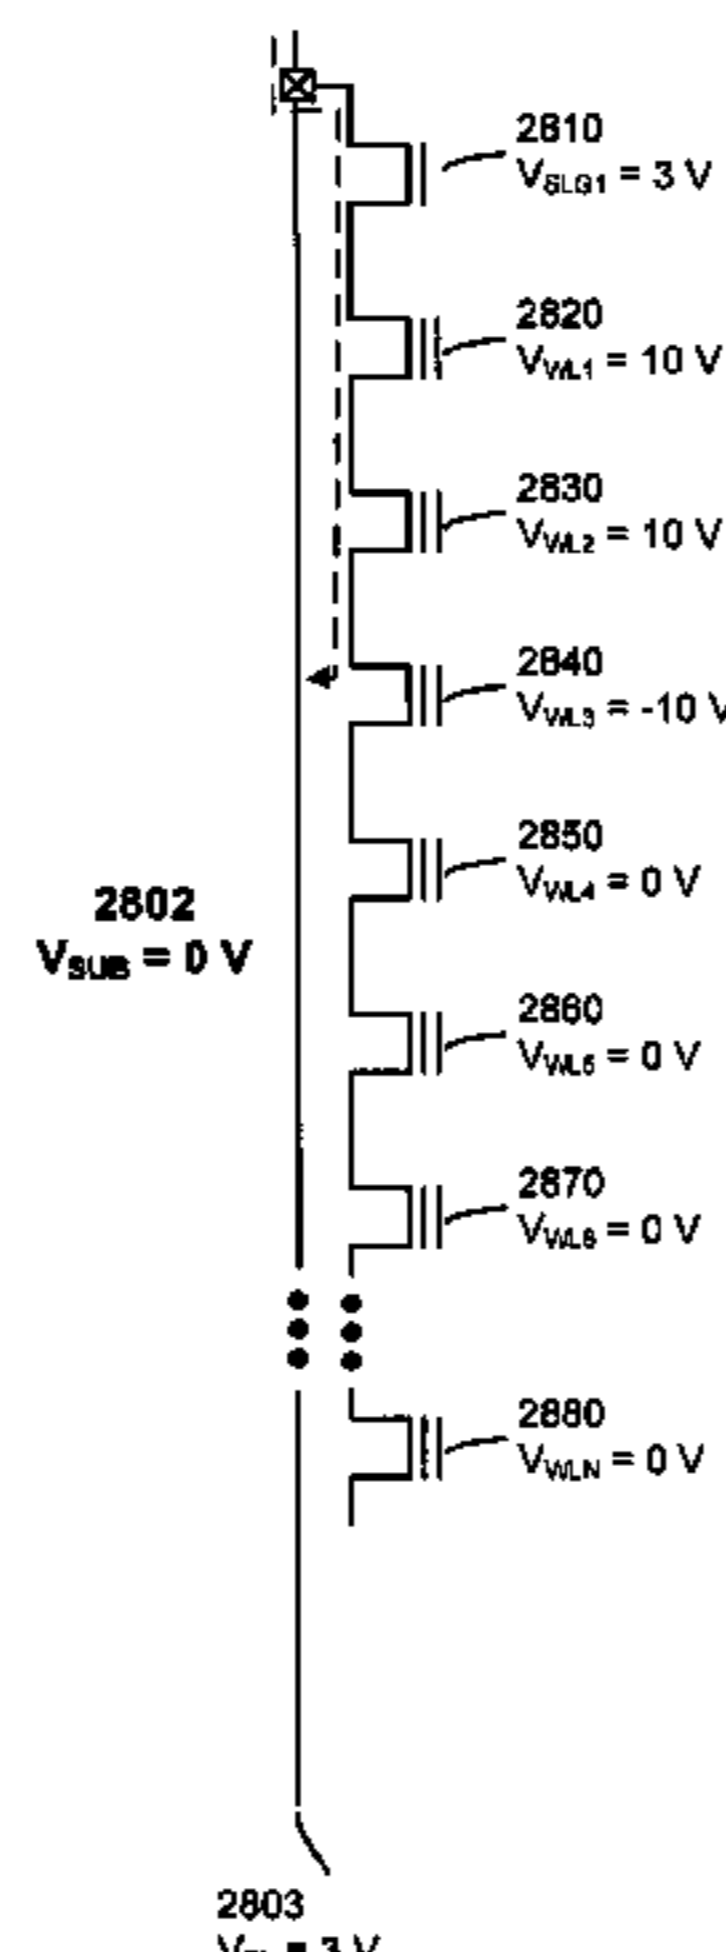 2810
V_SLG1 = 3 V
2820
V_WL1 = 10 V
2830
V_WL2 = 10 V
2840
V_WL3 = -10 V
2850
V_WL4 = 0 V
2802
V_SUB = 0 V
2860
V_WL5 = 0 V
2870
V_WL6 = 0 V
2880
V_WLN = 0 V
2803
= 3 V